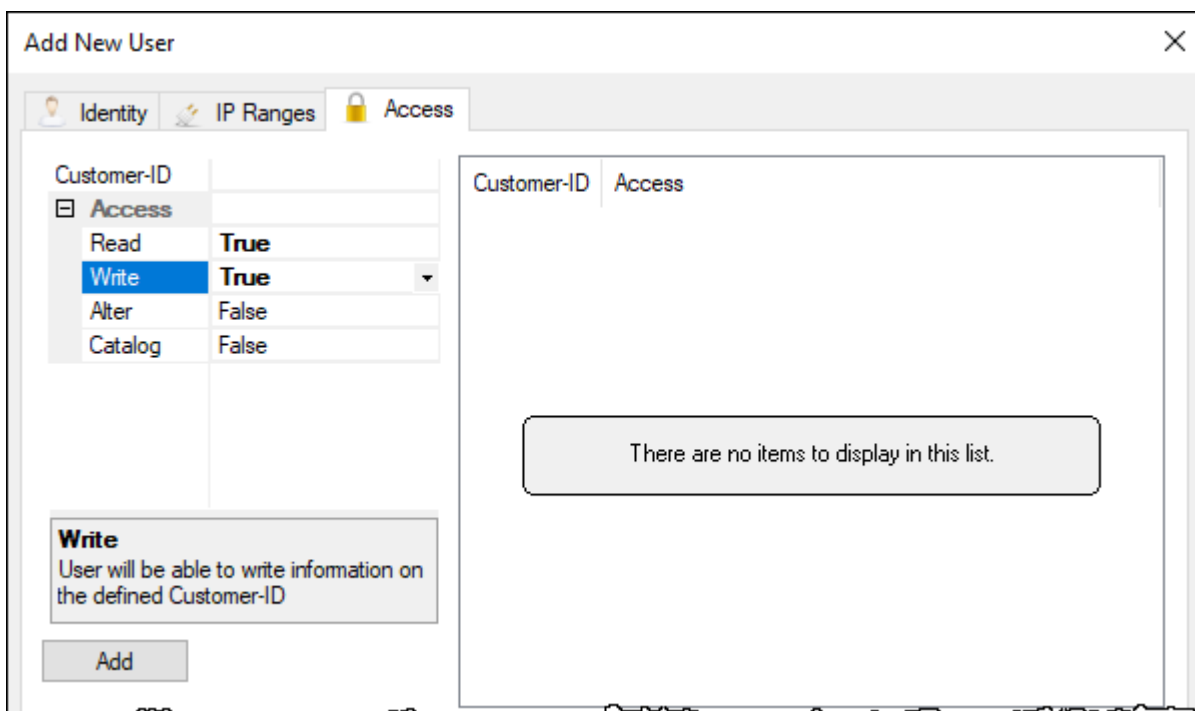 Add New User
Identity IP Ranges Access
Customer-ID
Access
Read True
Write True
Alter False
Catalog False
Write
User will be able to write information on
the defined Customer-ID
Add
Customer-ID Access
There are no items to display in this list.